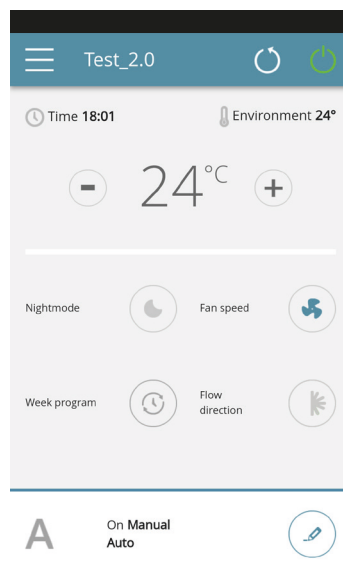 Test_2.0
Time 18:01
Environment 24°
24°C
Nightmode
Fan speed
Week program
Flow
direction
A
On Manual
Auto